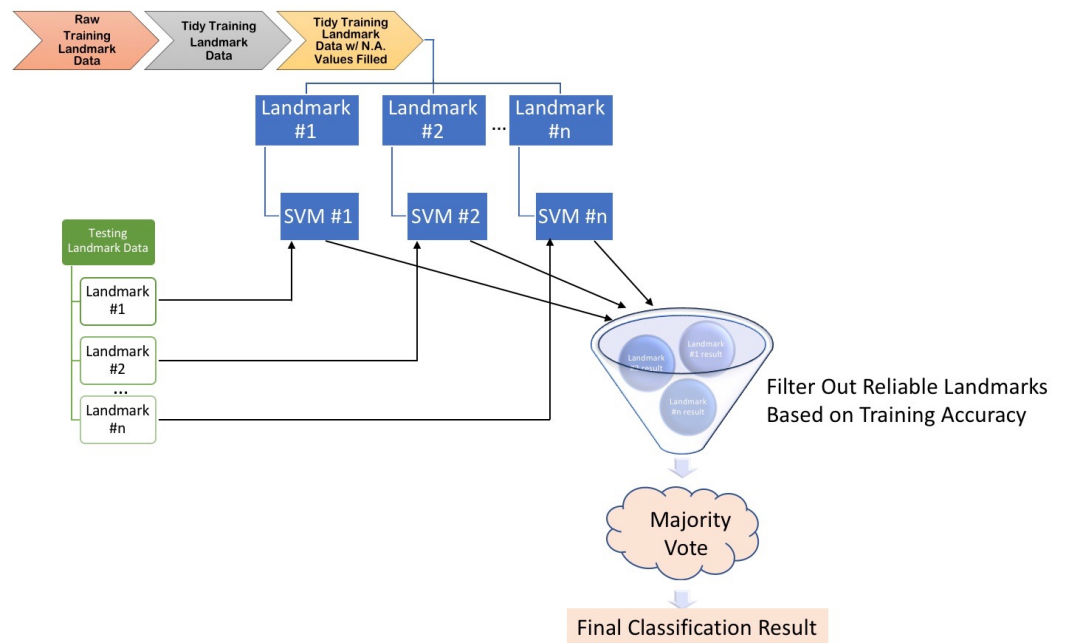 Raw
Training
Landmark
Data
Tidy Training
Landmark
Data
Tidy Training
Landmark
Data w/ N.A.
Values Filled
Landmark
#1
Landmark
#2
...
Landmark
#n
SVM #1
SVM #2
SVM #n
Testing
Landmark Data
Landmark
#1
Landmark
#2
...
Landmark
#n
Landmark
#1 result
Landmark
result
Landmark
#n result
Filter Out Reliable Landmarks
Based on Training Accuracy
Majority
Vote
Final Classification Result